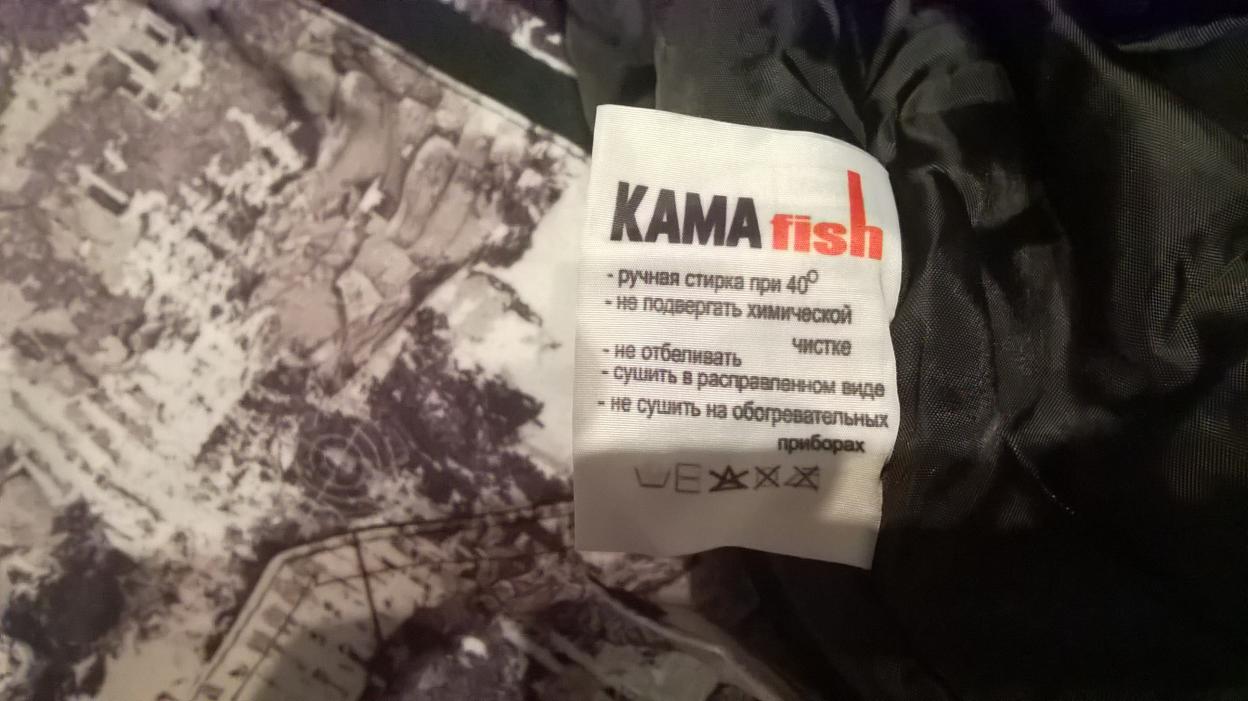 KAMA fish
- ручная стирка при 40°
- не подвергать химической
чистке
- не отбеливать
- сушить в расправленном виде
- не сушить на обогревательных
приборах